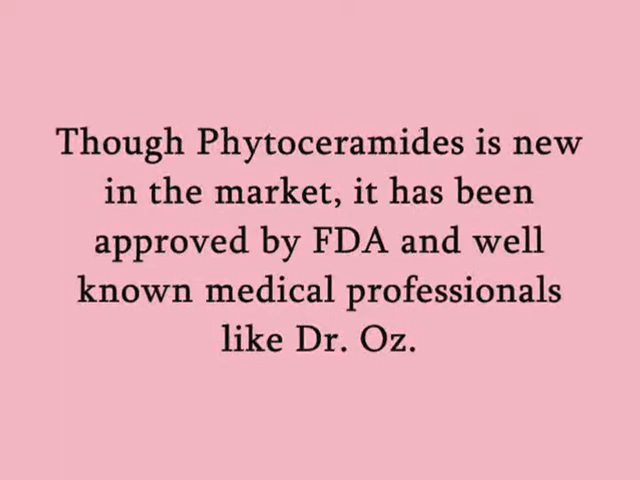 Though Phytoceramides is new
in the market, it has been
approved by FDA and well
known medical professionals
like Dr. Oz.